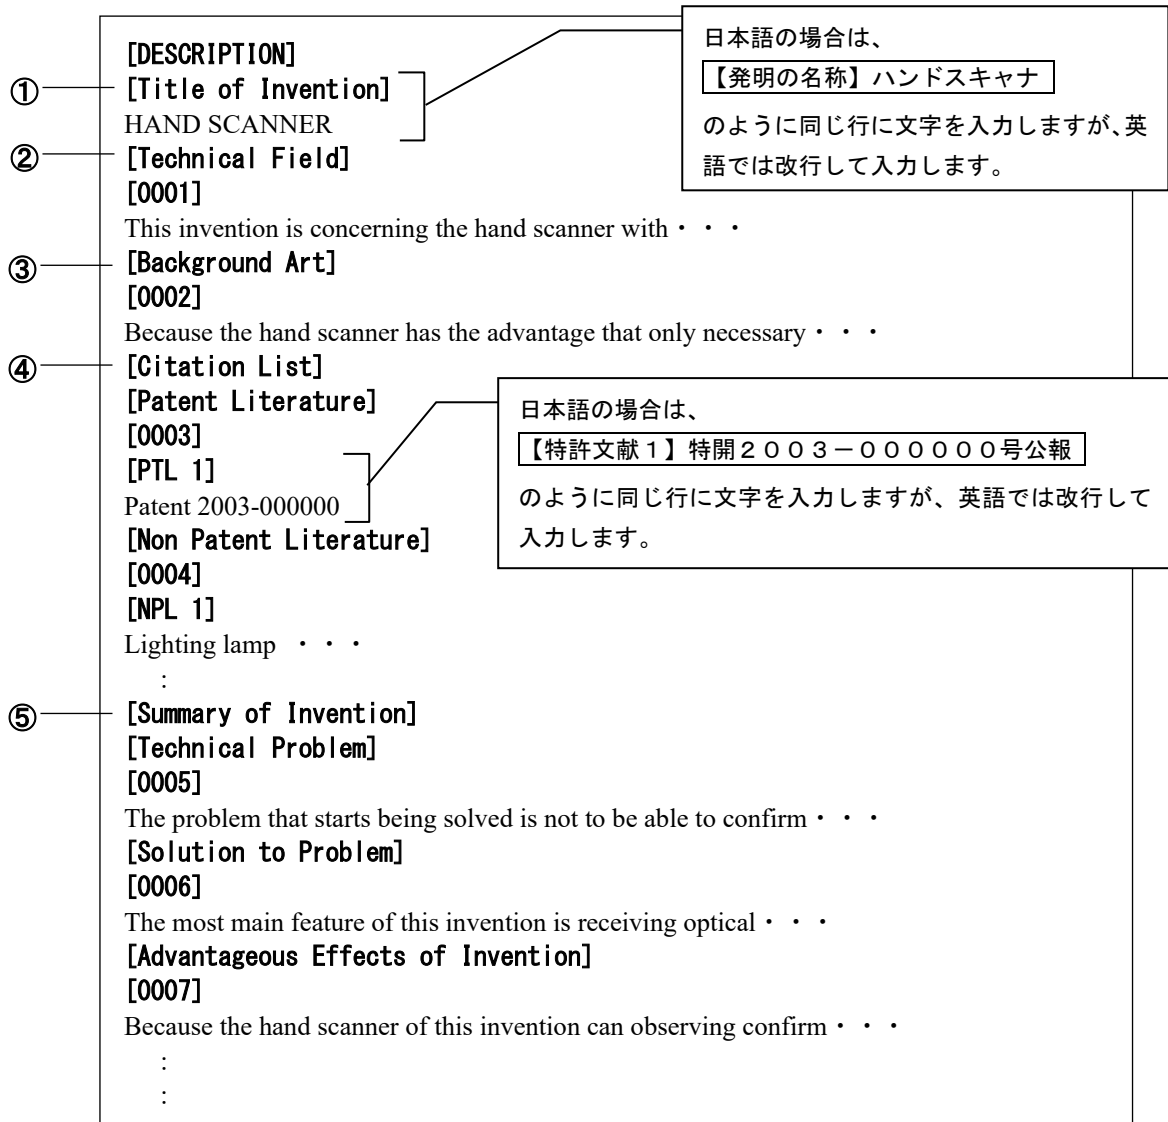 [DESCRIPTION]
① [Title of Invention]
HAND SCANNER
日本語の場合は、
【発明の名称】ハンドスキャナ
のように同じ行に文字を入力しますが、英
語では改行して入力します。
② [Technical Field]
[0001]
This invention is concerning the hand scanner with・・・
③ [Background Art]
[0002]
Because the hand scanner has the advantage that only necessary・・・
④ [Citation List]
[Patent Literature]
[0003]
[PTL 1]
Patent 2003-000000
日本語の場合は、
【特許文献1】特開2003-000000号公報
のように同じ行に文字を入力しますが、英語では改行して
入力します。
[Non Patent Literature]
[0004]
[NPL 1]
Lighting lamp ・・・
:
⑤ [Summary of Invention]
[Technical Problem]
[0005]
The problem that starts being solved is not to be able to confirm・・・
[Solution to Problem]
[0006]
The most main feature of this invention is receiving optical・・・
[Advantageous Effects of Invention]
[0007]
Because the hand scanner of this invention can observing confirm・・・
:
: